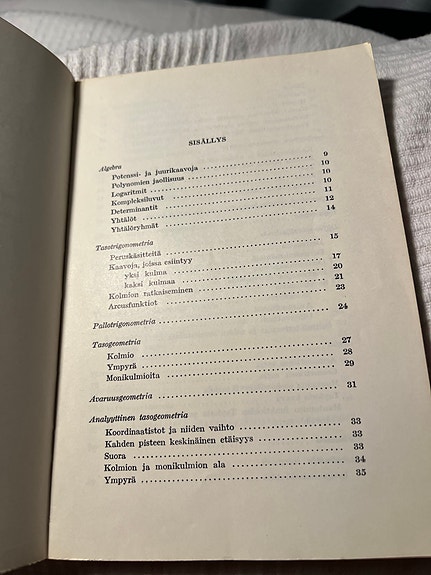 SISÄLLYS
Algebra
Potenssi- ja juurikaavoja ........ 9
Polynomien jaollisuus ........ 10
Logaritmit ........ 10
Kompleksiluvut ........ 10
Determinantit ........ 11
Yhtälöt ........ 12
Yhtälöryhmät ........ 14
Tasotrigonometria
Peruskäsitteitä ........ 15
Kaavoja, joissa esiintyy
yksi kulma ........ 17
kaksi kulmaa ........ 20
Kolmion ratkaiseminen ........ 21
Arcusfunktiot ........ 23
Pallotrigonometria ........ 24
Tasogeometria
Kolmio ........ 27
Ympyrä ........ 28
Monikulmioita ........ 29
Avaruusgeometria ........ 31
Analyyttinen tasogeometria
Koordinaatistot ja niiden vaihto ........ 33
Kahden pisteen keskinäinen etäisyys ........ 33
Suora ........ 33
Kolmion ja monikulmion ala ........ 34
Ympyrä ........ 35